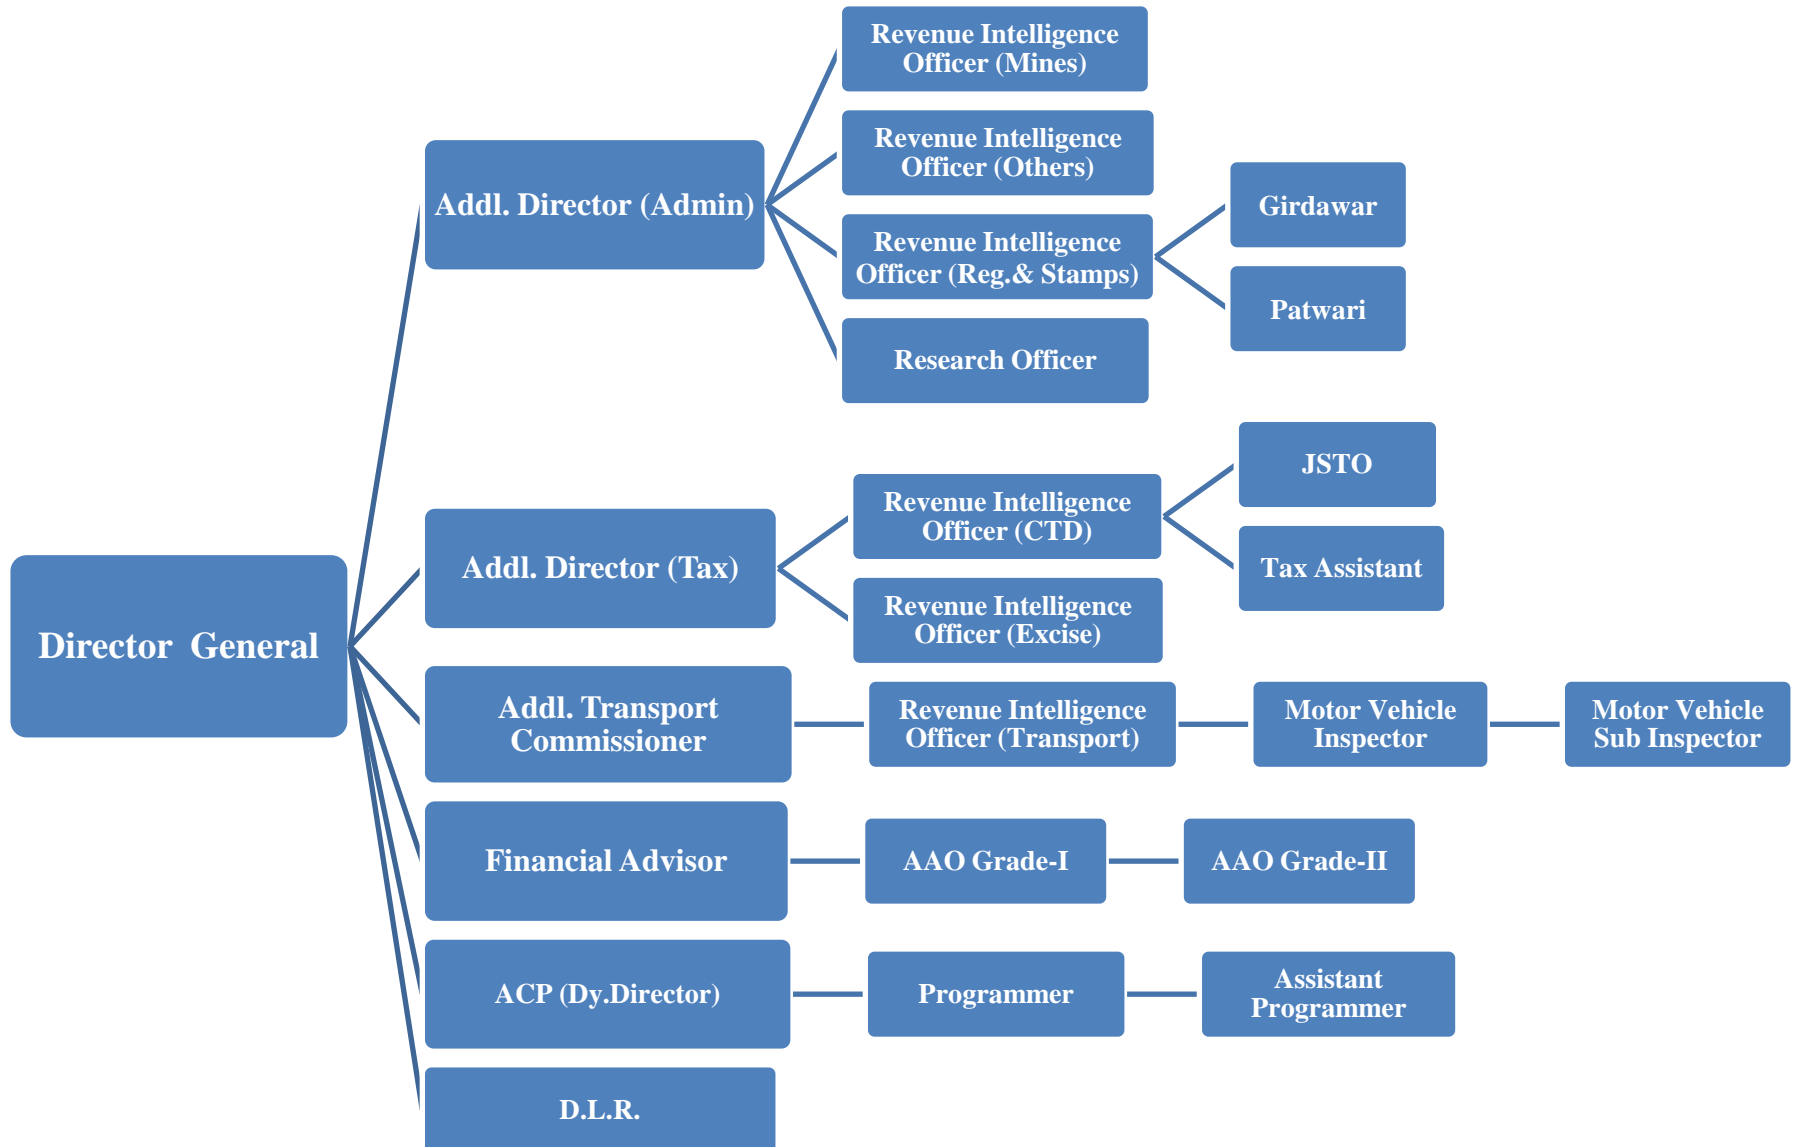 Director General
Addl. Director (Admin)
Revenue Intelligence
Officer (Mines)
Revenue Intelligence
Officer (Others)
Revenue Intelligence
Officer (Reg.& Stamps)
Girdawar
Patwari
Research Officer
Addl. Director (Tax)
Revenue Intelligence
Officer (CTD)
JSTO
Tax Assistant
Revenue Intelligence
Officer (Excise)
Addl. Transport
Commissioner
Revenue Intelligence
Officer (Transport)
Motor Vehicle
Inspector
Motor Vehicle
Sub Inspector
Financial Advisor
AAO Grade-I
AAO Grade-II
ACP (Dy.Director)
Programmer
Assistant
Programmer
D.L.R.